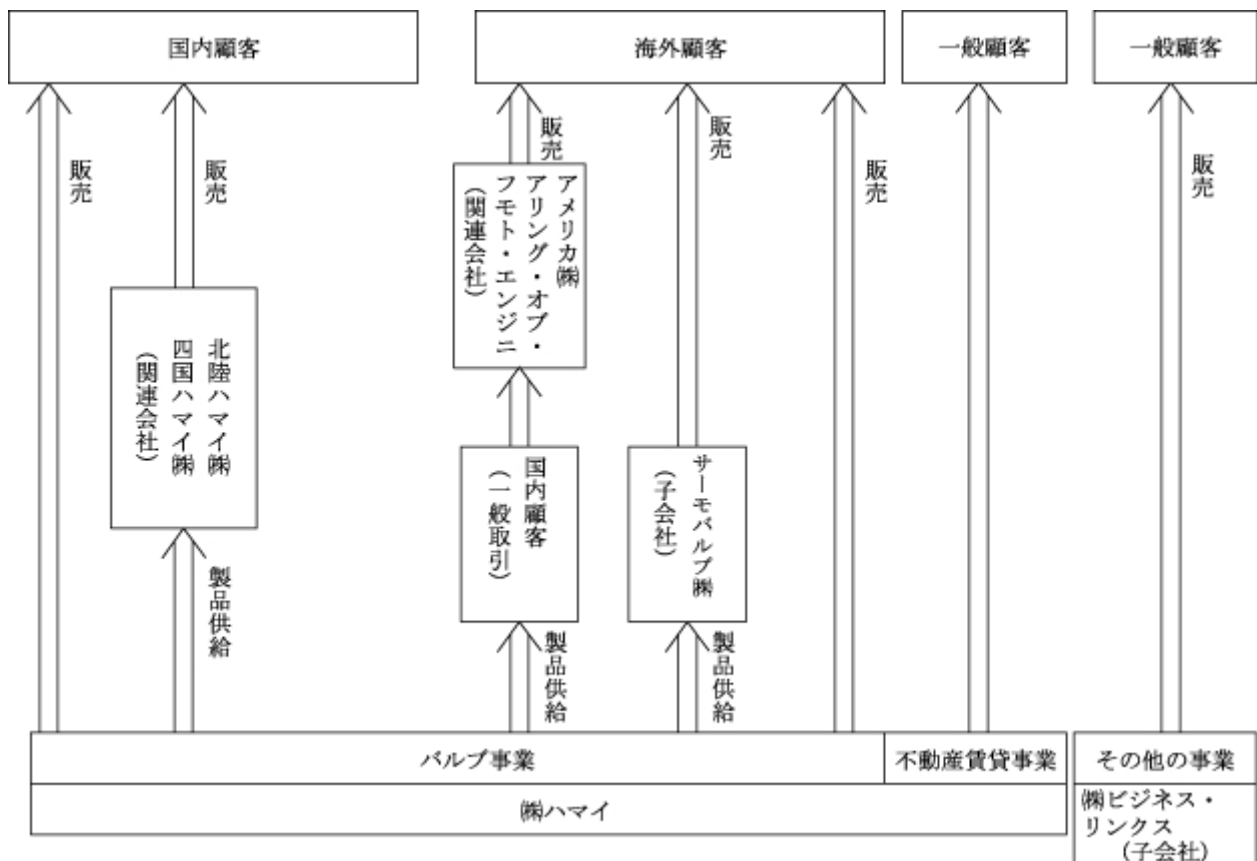 国内顧客
海外顧客
一般顧客
一般顧客
販売
販売
販売
販売
販売
販売
アメリカ㈱
アリング・オブ・
フモト・エンジニ
(関連会社)
北陸ハマイ㈱
四国ハマイ㈱
(関連会社)
国内顧客
(一般取引)
サーモバルブ㈱
(子会社)
製品供給
製品供給
製品供給
バルブ事業
不動産賃貸事業
その他の事業
㈱ハマイ
㈱ビジネス・
リンクス
(子会社)